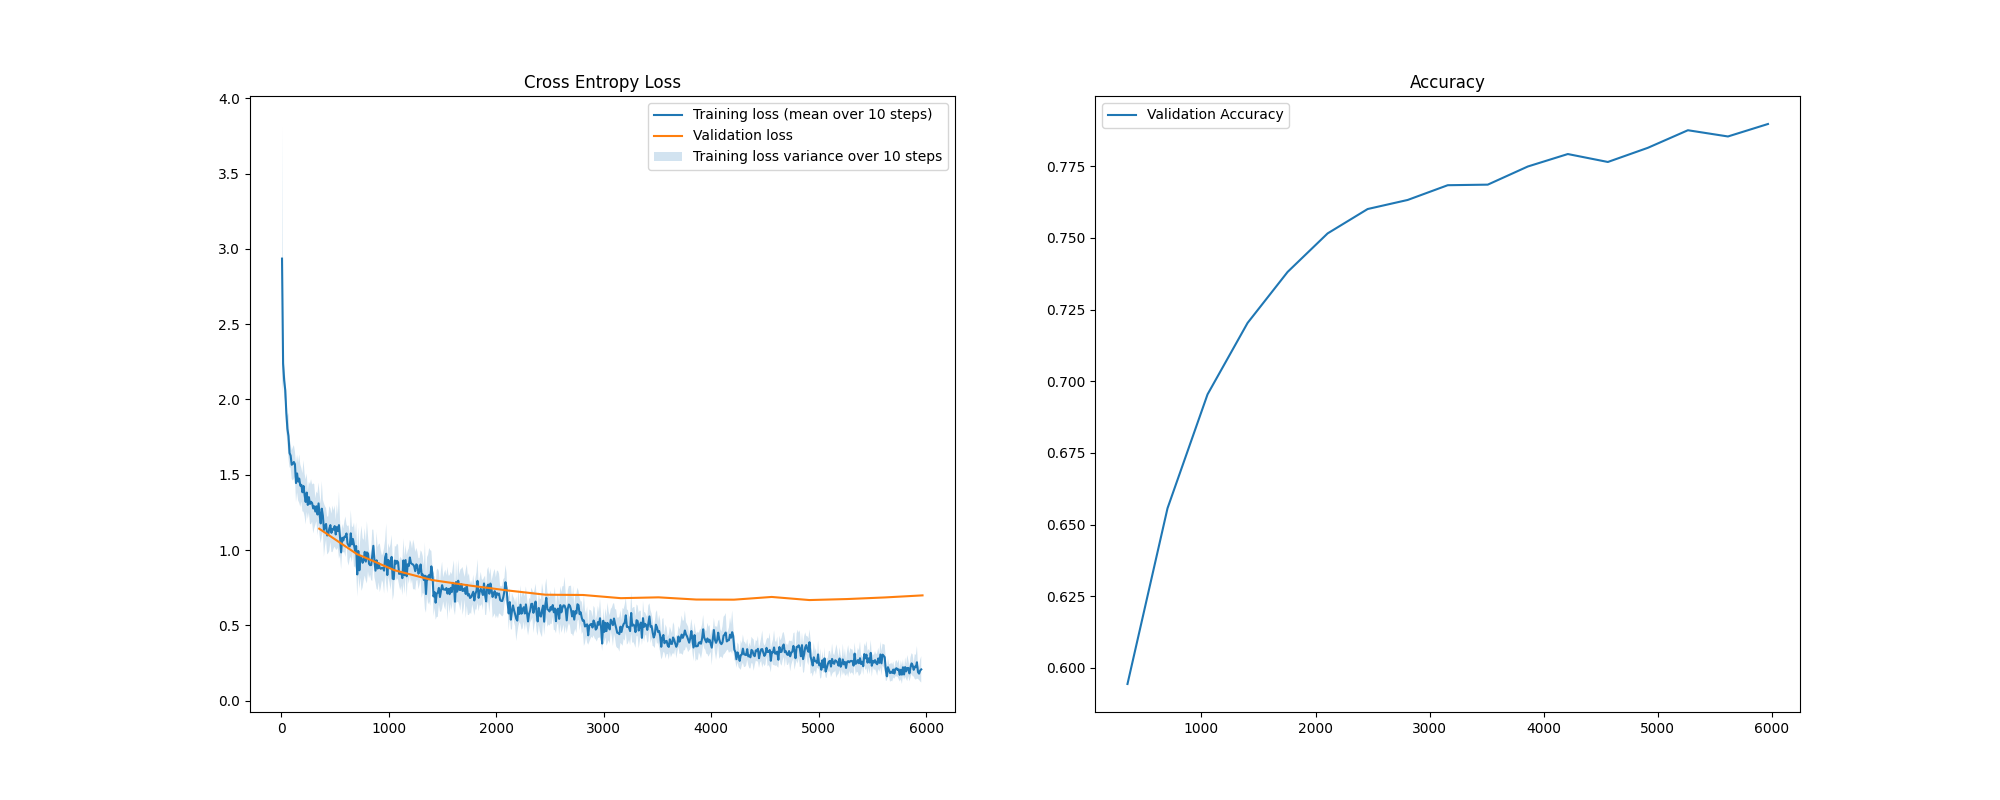 Cross Entropy Loss
4.0
3.5
3.0
2.5
2.0
1.5
1.0
0.5
0.0
Training loss (mean over 10 steps)
Validation loss
Training loss variance over 10 steps
0 1000 2000 3000 4000 5000 6000
Accuracy
Validation Accuracy
0.775
0.750
0.725
0.700
0.675
0.650
0.625
0.600
1000 2000 3000 4000 5000 6000